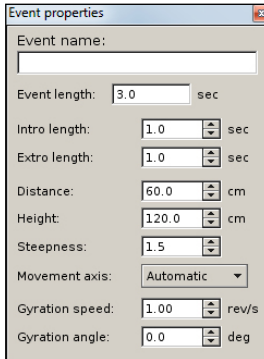 Event properties
Event name:
Event length: 3.0 sec
Intro length: 1.0 sec
Extro length: 1.0 sec
Distance: 60.0 cm
Height: 120.0 cm
Steepness: 1.5
Movement axis: Automatic
Gyration speed: 1.00 rev/s
Gyration angle: 0.0 deg